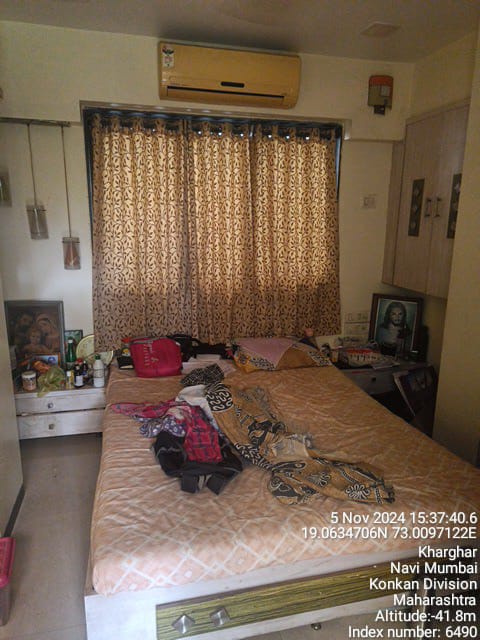 5 Nov 2024 15:37:40.6
19.0634706N 73.0097122E
Kharghar
Navi Mumbai
Konkan Division
Maharashtra
Altitude:-41.8m
Index number: 6490